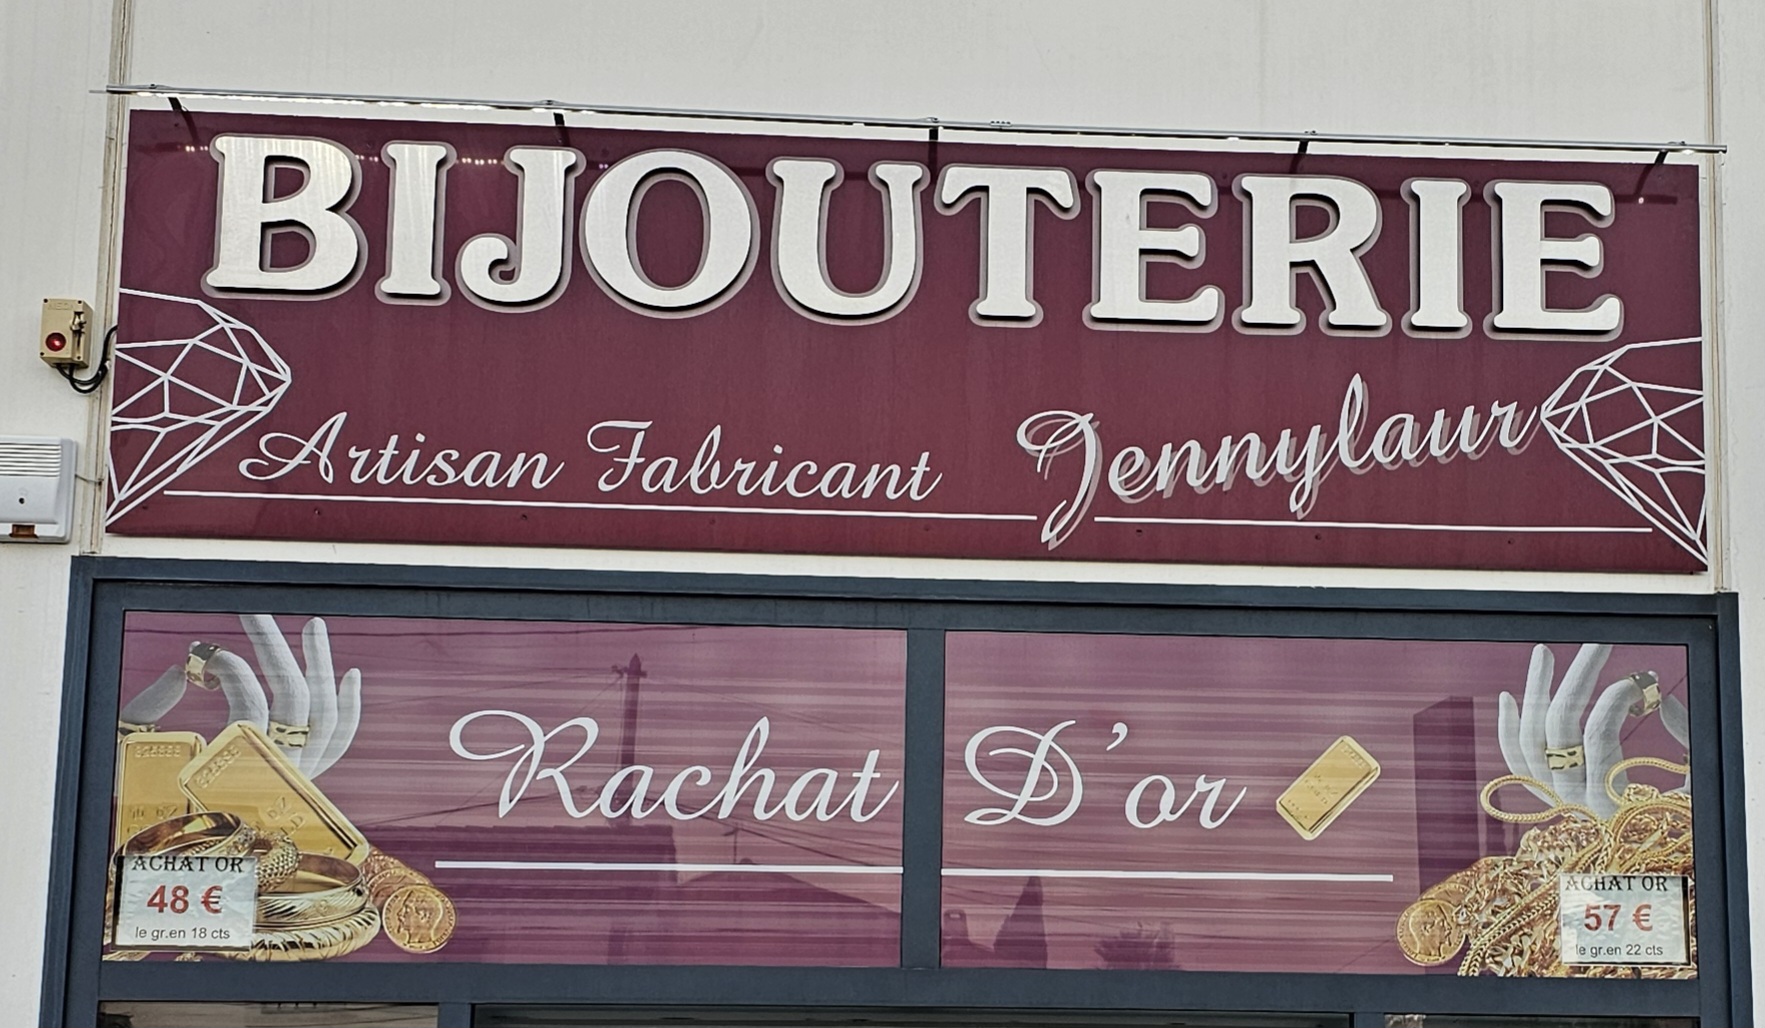 BIJOUTERIE
Artisan Fabricant Jennylaur
Rachat D'or
ACHAT OR
48 €
le gr.en 18 cts
ACHAT OR
57 €
le gr.en 22 cts